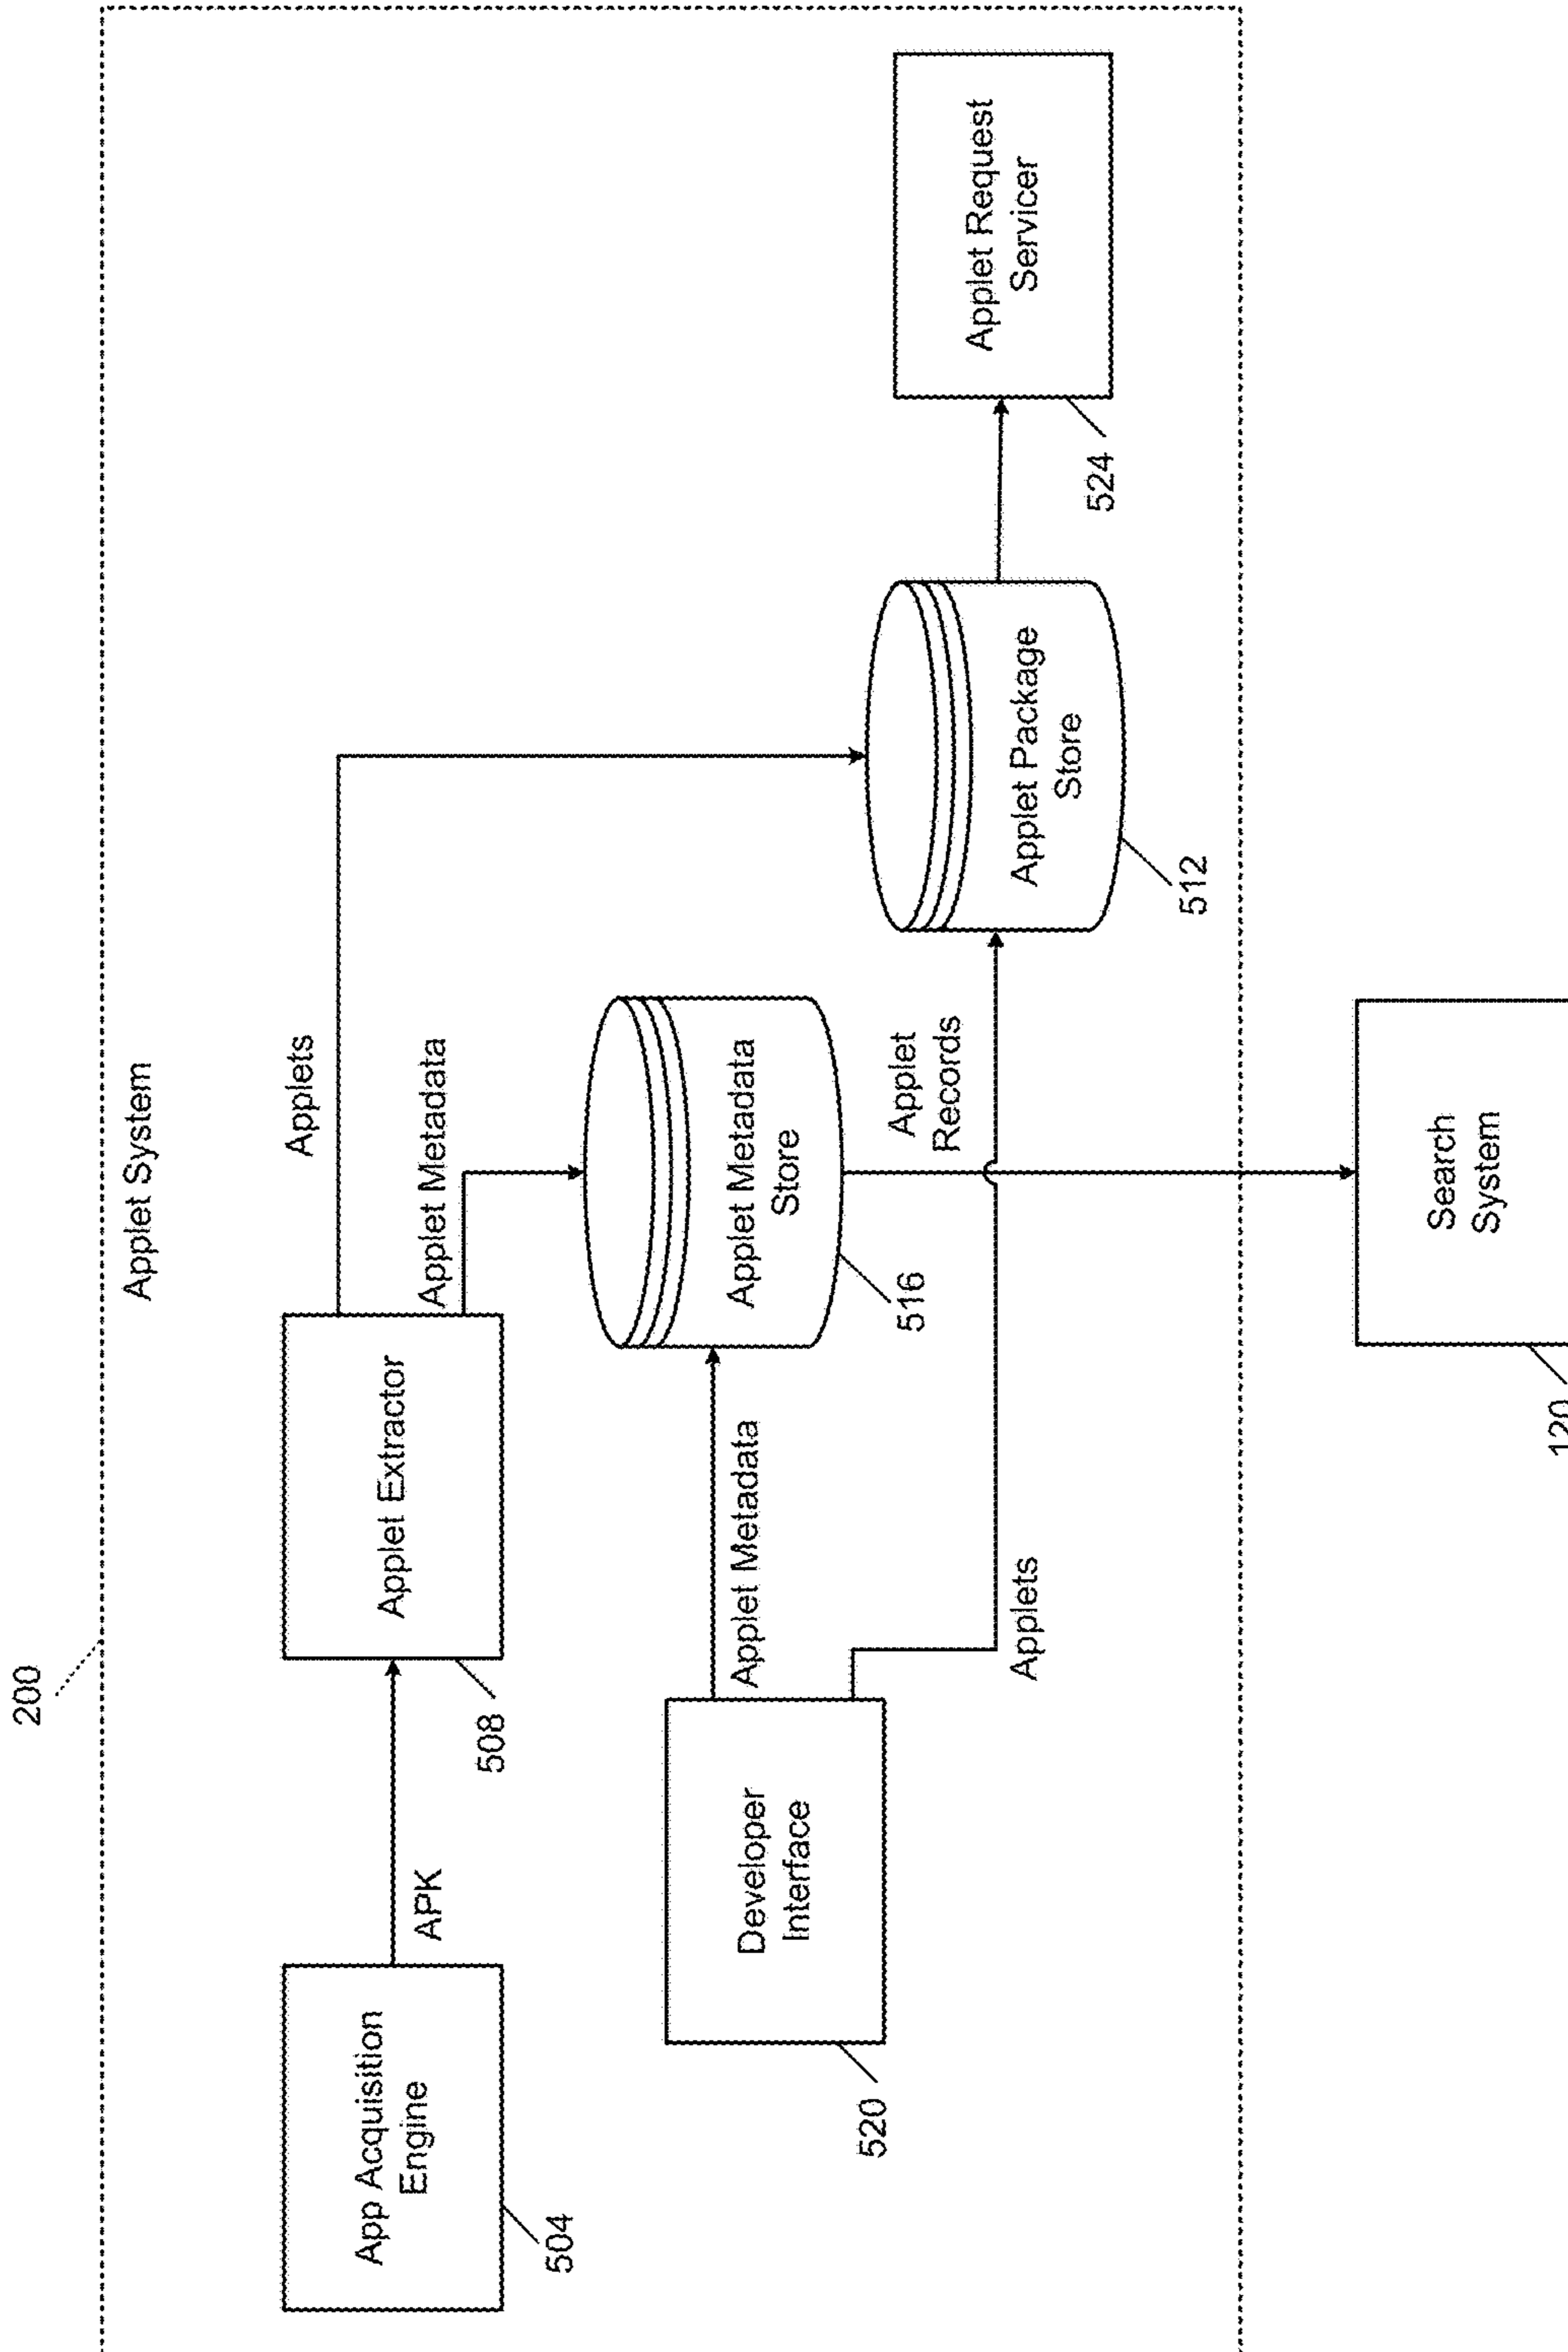 200
Applet System
App Acquisition
Engine
504
APK
Applet Extractor
508
Applets
Applet Metadata
Developer
Interface
520
Applet Metadata
Applets
Applet Metadata
Store
516
Applet
Records
Applet Package
Store
512
Applet Request
Servicer
524
Search
System
120